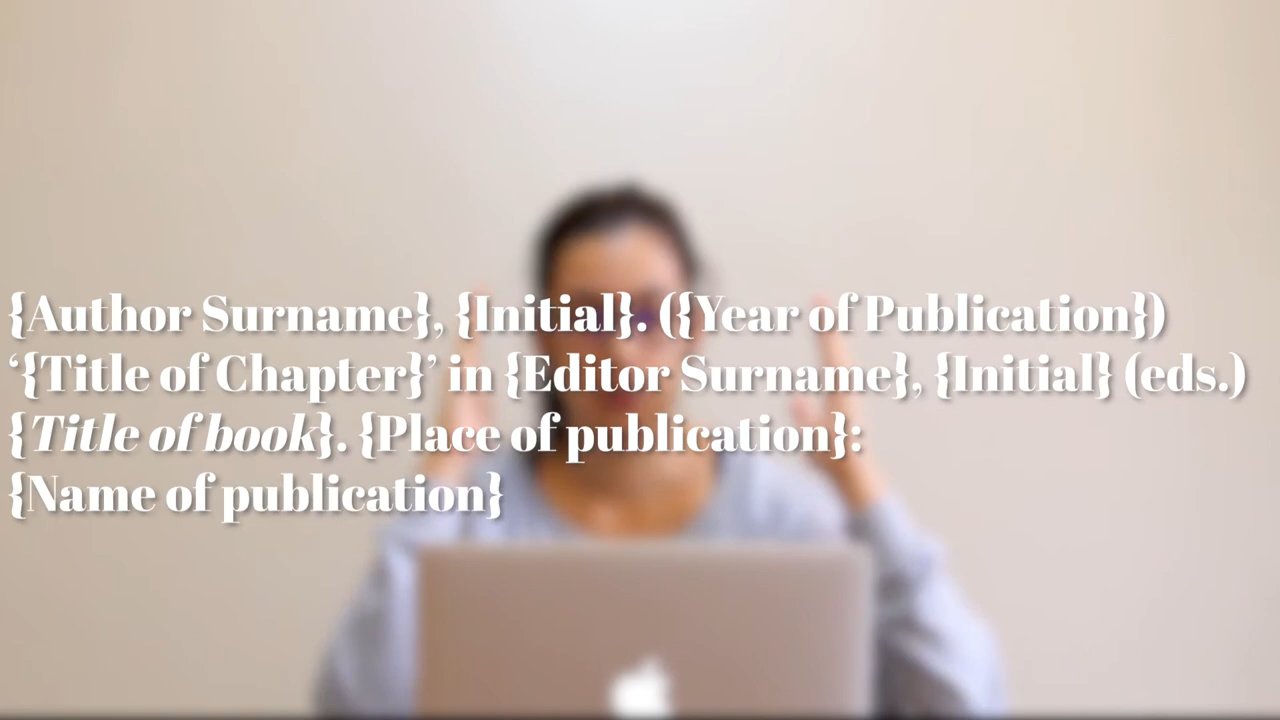 {Author Surname}, {Initial}. ({Year of Publication})
‘{Title of Chapter}’ in {Editor Surname}, {Initial} (eds.)
{Title of book}. {Place of publication}:
{Name of publication}